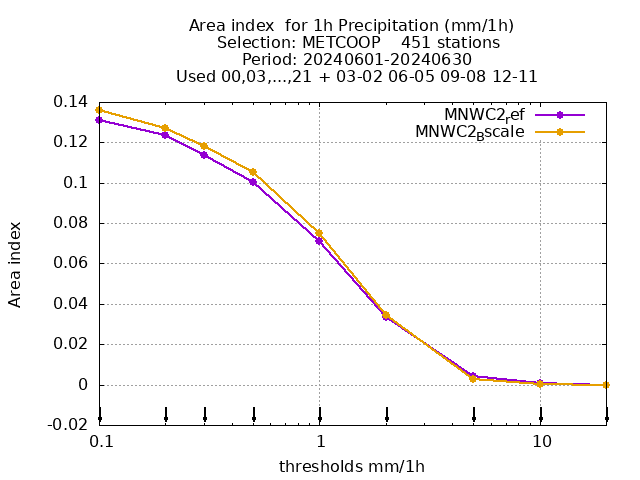 Area index  for 1h Precipitation (mm/1h)
Selection: METCOOP    451 stations
Period: 20240601-20240630
Used 00,03,...,21 + 03-02 06-05 09-08 12-11
MNWC2ref
MNWC2Bscale
0.14
0.12
0.1
0.08
0.06
0.04
0.02
0
-0.02
Area index
0.1
1
10
thresholds mm/1h